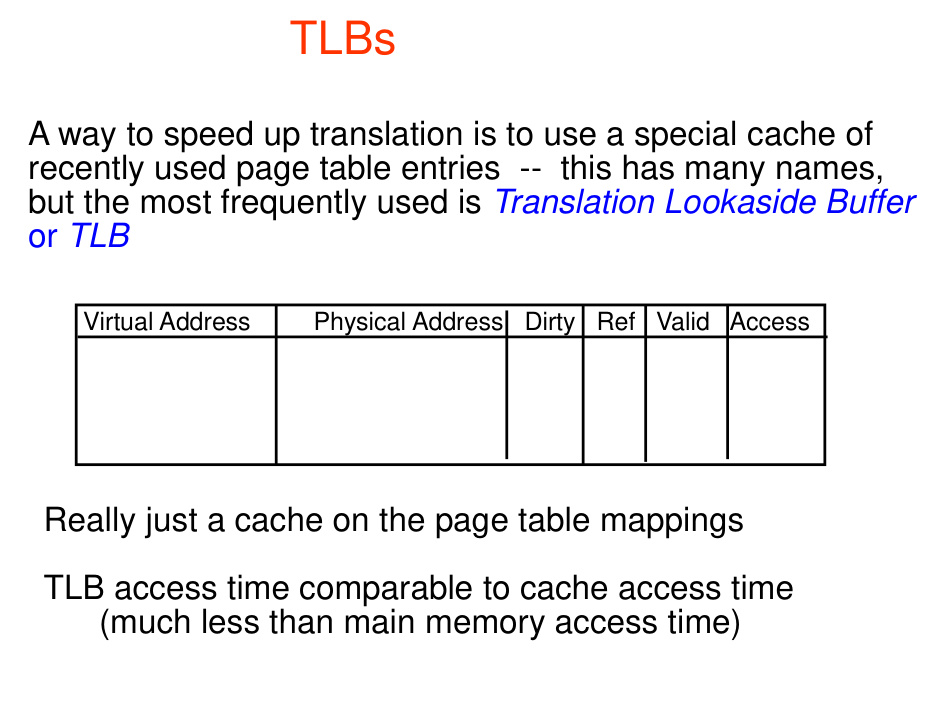 TLBs
A way to speed up translation is to use a special cache of
recently used page table entries -- this has many names,
but the most frequently used is Translation Lookaside Buffer
or TLB
Virtual Address Physical Address Dirty Ref Valid Access
Really just a cache on the page table mappings
TLB access time comparable to cache access time
(much less than main memory access time)